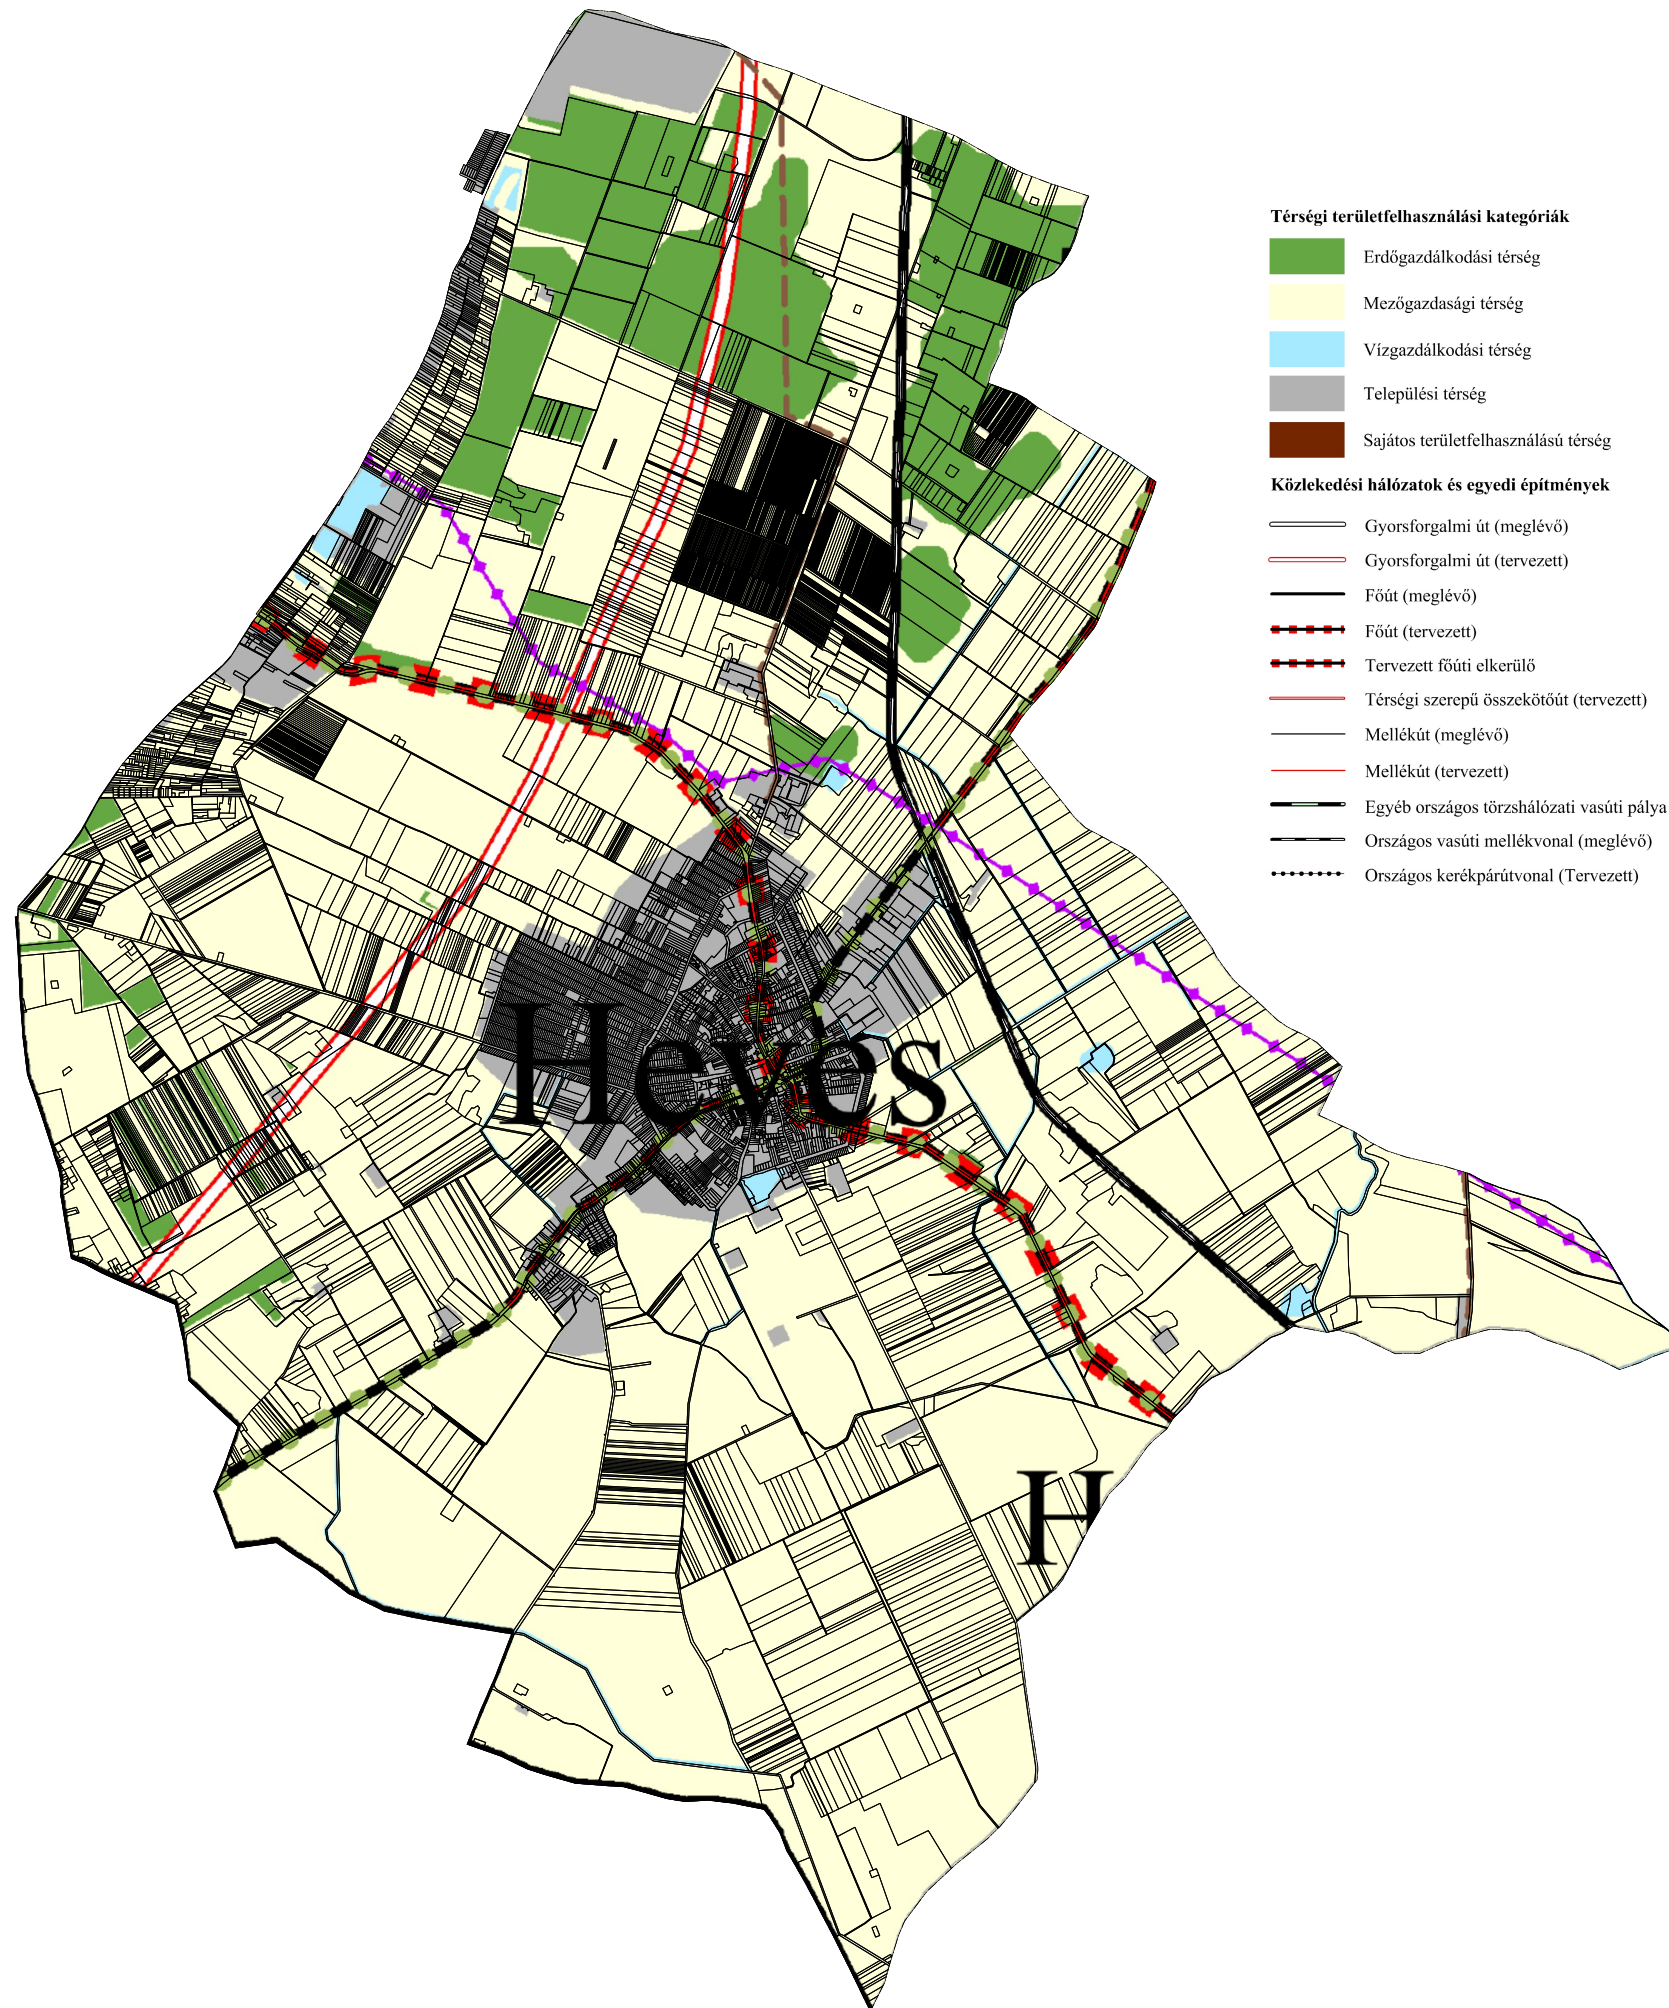 Térségi területfelhasználási kategóriák
Erdőgazdálkodási térség
Mezőgazdasági térség
Vízgazdálkodási térség
Települési térség
Sajátos területfelhasználású térség
Közlekedési hálózatok és egyedi építmények
Gyorsforgalmi út (meglévő)
Gyorsforgalmi út (tervezett)
Főút (meglévő)
Főút (tervezett)
Tervezett főúti elkerülő
Térségi szerepű összekötőút (tervezett)
Mellékút (meglévő)
Mellékút (tervezett)
Egyéb országos törzshálózati vasúti pálya
Országos vasúti mellékvonal (meglévő)
Országos kerékpárútvonal (Tervezett)
Heves
H